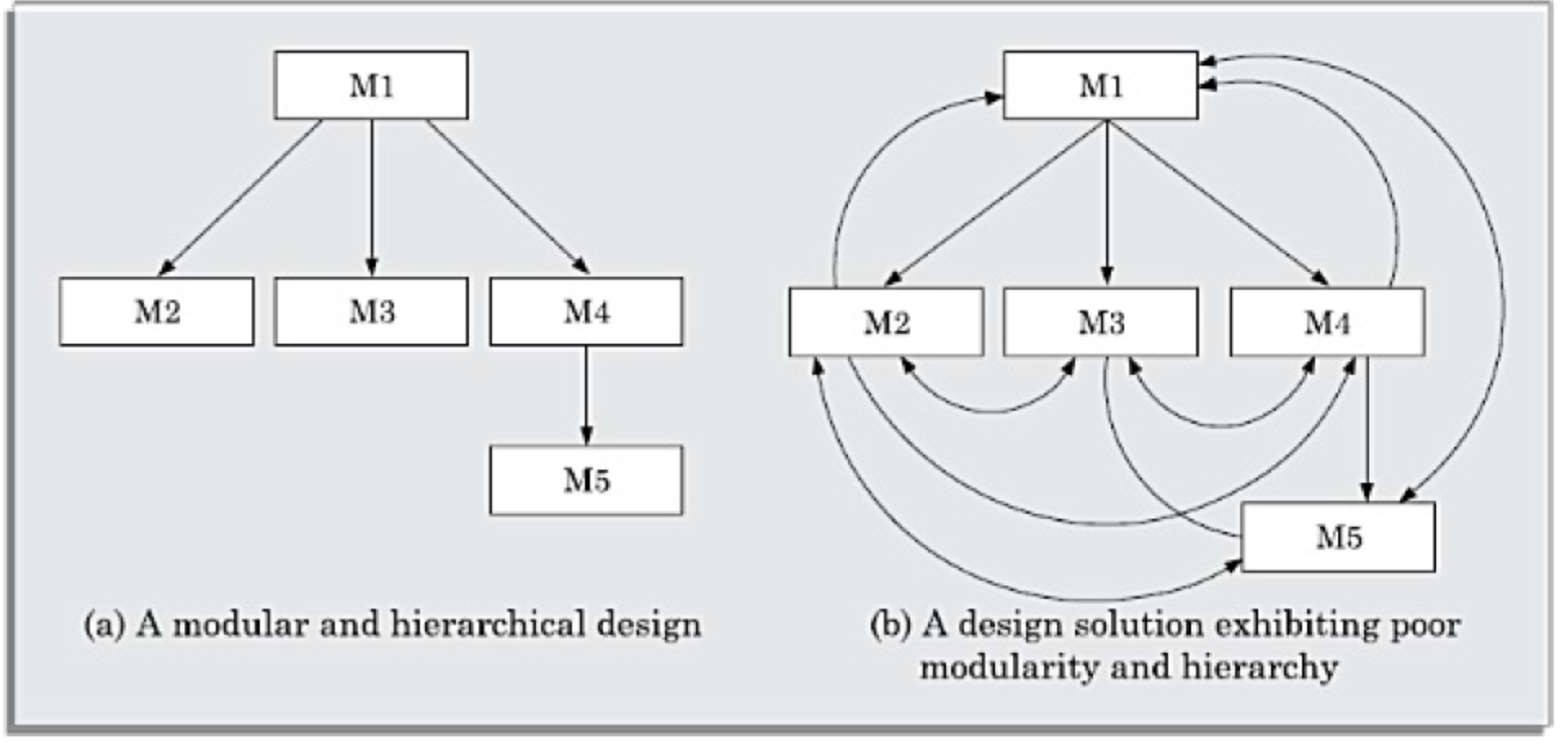 M1
M2
M3
M4
M5
(a) A modular and hierarchical design
M1
M2
M3
M4
M5
(b) A design solution exhibiting poor
modularity and hierarchy